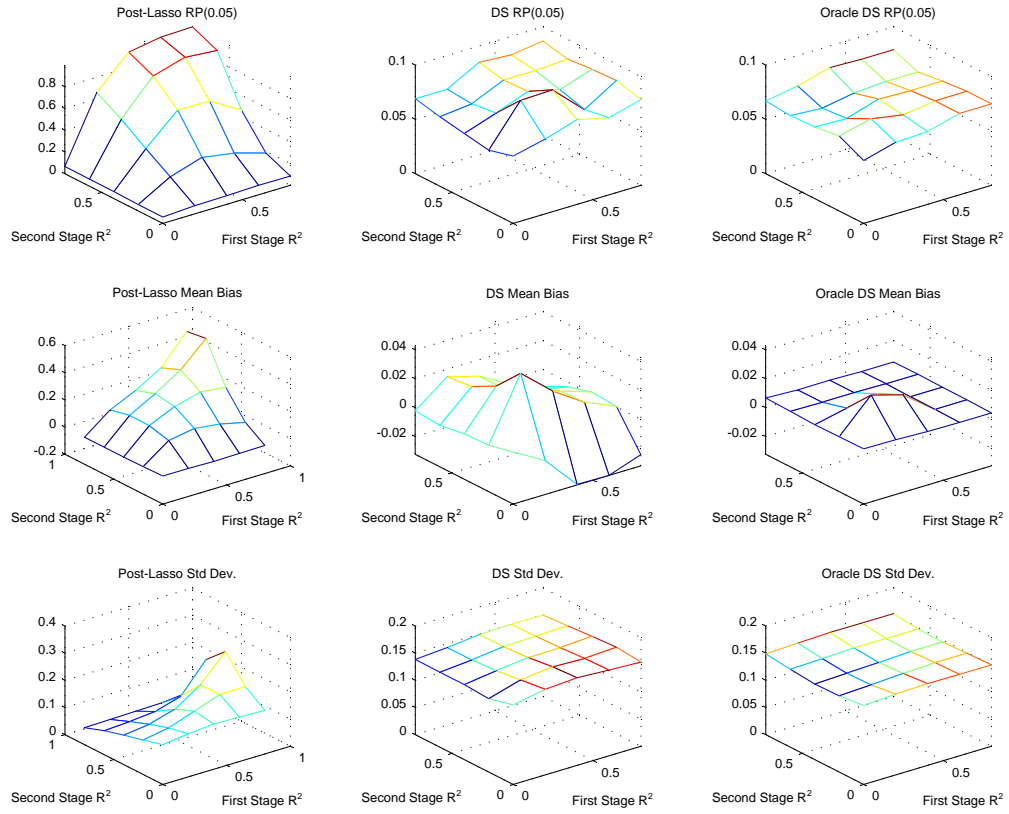 Post-Lasso RP(0.05)
0.8
0.6
0.4
0.2
0
0.5
0
0
0.5
Second Stage R²
First Stage R²
DS RP(0.05)
0.1
0.05
0
0.5
0
0
0.5
Second Stage R²
First Stage R²
Oracle DS RP(0.05)
0.1
0.05
0
0.5
0
0
0.5
Second Stage R²
First Stage R²
Post-Lasso Mean Bias
0.6
0.4
0.2
0
-0.2
1
0.5
0
0
0.5
1
Second Stage R²
First Stage R²
DS Mean Bias
0.04
0.02
0
-0.02
0.5
0
0
0.5
Second Stage R²
First Stage R²
Oracle DS Mean Bias
0.04
0.02
0
-0.02
0.5
0
0
0.5
Second Stage R²
First Stage R²
Post-Lasso Std Dev.
0.4
0.3
0.2
0.1
0
1
0.5
0
0
0.5
1
Second Stage R²
First Stage R²
DS Std Dev.
0.2
0.15
0.1
0.05
0
0.5
0
0
0.5
Second Stage R²
First Stage R²
Oracle DS Std Dev.
0.2
0.15
0.1
0.05
0
0.5
0
0
0.5
Second Stage R²
First Stage R²